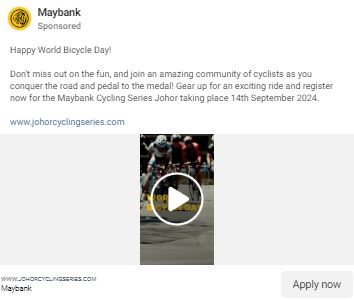 Maybank
Sponsored
Happy World Bicycle Day!
Don't miss out on the fun, and join an amazing community of cyclists as you
conquer the road and pedal to the medal! Gear up for an exciting ride and register
now for the Maybank Cycling Series Johor taking place 14th September 2024.
www.johorcyclingseries.com
WORLD
BICYCLE DAY
WWW.JOHORCYCLINGSERIES.COM
Maybank
Apply now